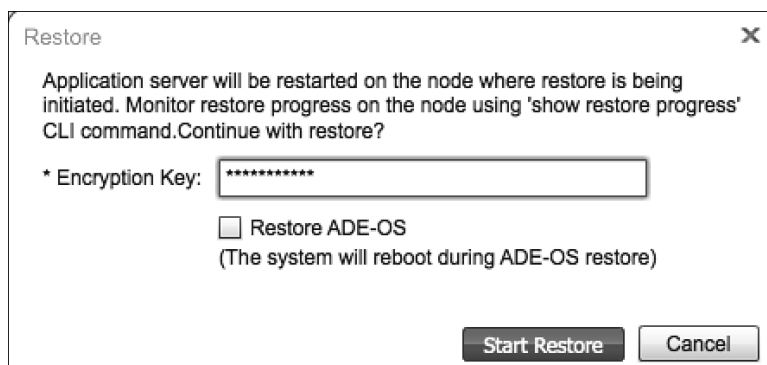 Restore X
Application server will be restarted on the node where restore is being
initiated. Monitor restore progress on the node using 'show restore progress'
CLI command.Continue with restore?
* Encryption Key: ***********
Restore ADE-OS
(The system will reboot during ADE-OS restore)
Start Restore Cancel